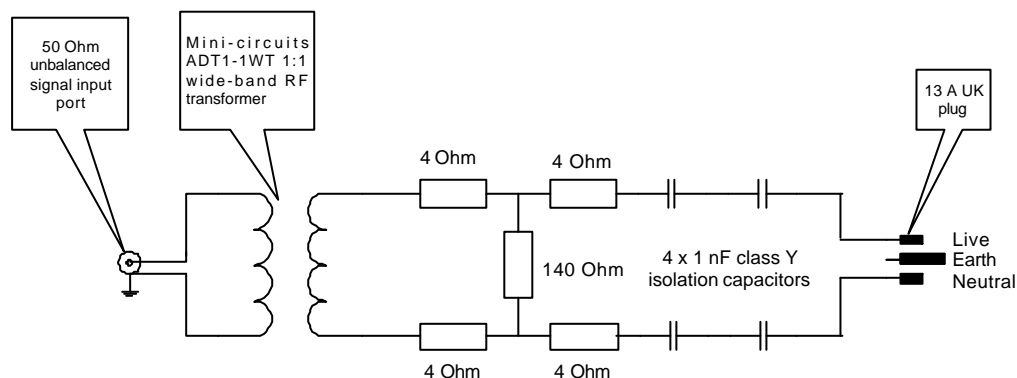 50 Ohm
unbalanced
signal input
port
Mini-circuits
ADT1-1WT 1:1
wide-band RF
transformer
13 A UK
plug
4 Ohm
4 Ohm
140 Ohm
4 x 1 nF class Y
isolation capacitors
Live
Earth
Neutral
4 Ohm
4 Ohm